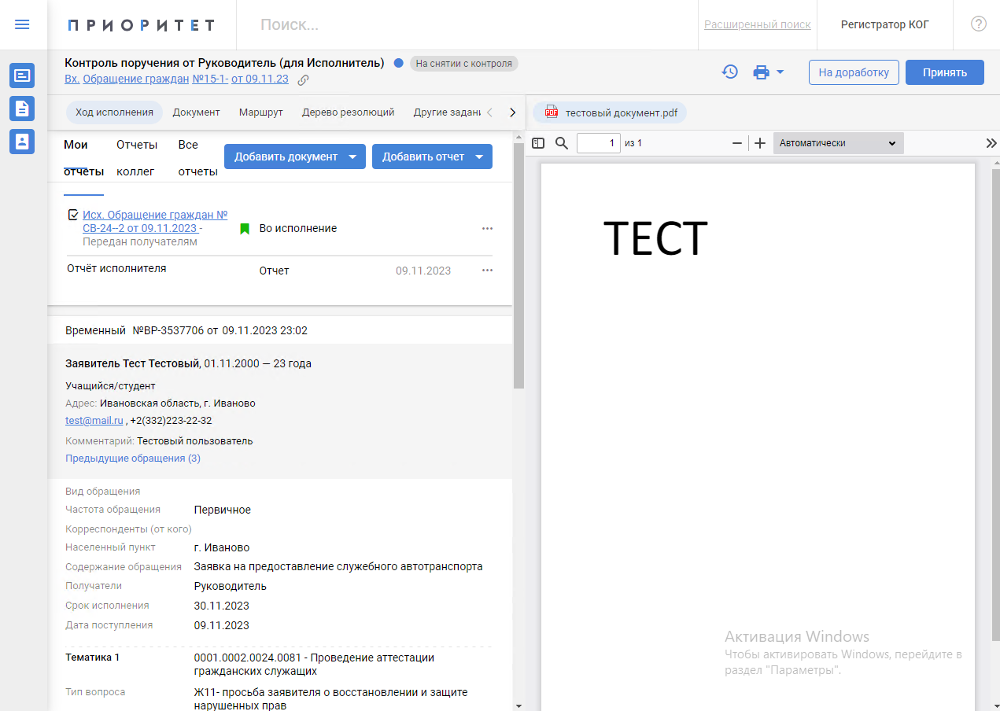 ПРИОРИТЕТ
Поиск...
Расширенный поиск
Регистратор КОГ
?
Контроль поручения от Руководитель (для Исполнитель)
На снятии с контроля
Вх. Обращение граждан №15-1- от 09.11.23
На доработку
Принять
Ход исполнения
Документ
Маршрут
Дерево резолюций
Другие задани
PDF
тестовый документ.pdf
1 из 1
Автоматически
Мои отчеты
Отчеты коллег
Все отчеты
Добавить документ
Добавить отчет
Исх. Обращение граждан №
СВ-24--2 от 09.11.2023 -
Передан получателям
Во исполнение
Отчёт исполнителя
Отчет
09.11.2023
Временный №ВР-3537706 от 09.11.2023 23:02
Заявитель Тест Тестовый, 01.11.2000 — 23 года
Учащийся/студент
Адрес: Ивановская область, г. Иваново
test@mail.ru , +2(332)223-22-32
Комментарий: Тестовый пользователь
Предыдущие обращения (3)
Вид обращения
Частота обращения Первичное
Корреспонденты (от кого)
Населенный пункт г. Иваново
Содержание обращения Заявка на предоставление служебного автотранспорта
Получатели Руководитель
Срок исполнения 30.11.2023
Дата поступления 09.11.2023
Тематика 1 0001.0002.0024.0081 - Проведение аттестации
гражданских служащих
Тип вопроса Ж11- просьба заявителя о восстановлении и защите
нарушенных прав
ТЕСТ
Активация Windows
Чтобы активировать Windows, перейдите в
раздел "Параметры".